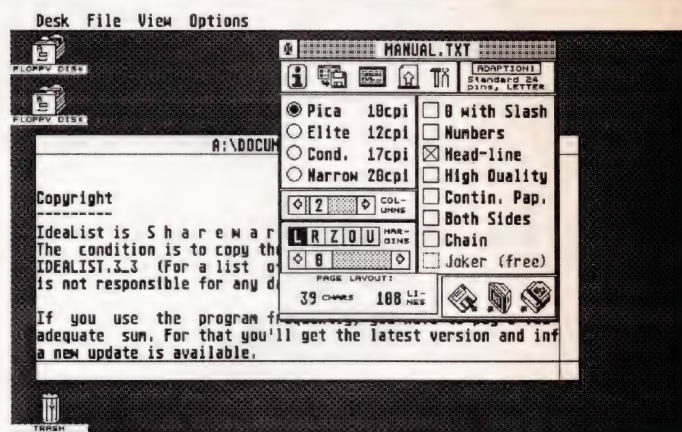 Desk File View Options
FLOPPY DISK
FLOPPY DISK
MANUAL.TXT
ADAPTION!
Standard 24
pins, LETTER
Pica 10cpi
Elite 12cpi
Cond. 17cpi
Narrow 20cpi
2
COL-
UMNS
L R Z O U
MAR-
GINS
8
PAGE LAYOUT:
39 CHARS 188 LI-
NES
0 with Slash
Numbers
Head-line
High Quality
Contin. Pap.
Both Sides
Chain
Joker (free)
A:\DOCUM
Copyright
----------
IdeaList is S h a r e w a r
The condition is to copy the
IDEALIST.3_3 (For a list o
is not responsible for any d
If you use the program you
adequate sum. For that you'll get the latest version and inf
a new update is available.
TRASH